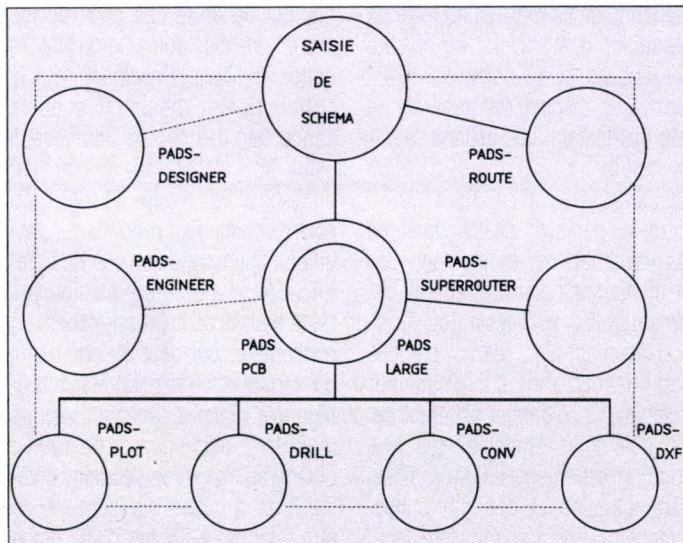 SAISIE
DE
SCHEMA
PADS-
DESIGNER
PADS-
ROUTE
PADS-
ENGINEER
PADS-
SUPERROUTER
PADS
PCB
PADS
LARGE
PADS-
PLOT
PADS-
DRILL
PADS-
CONV
PADS-
DXF